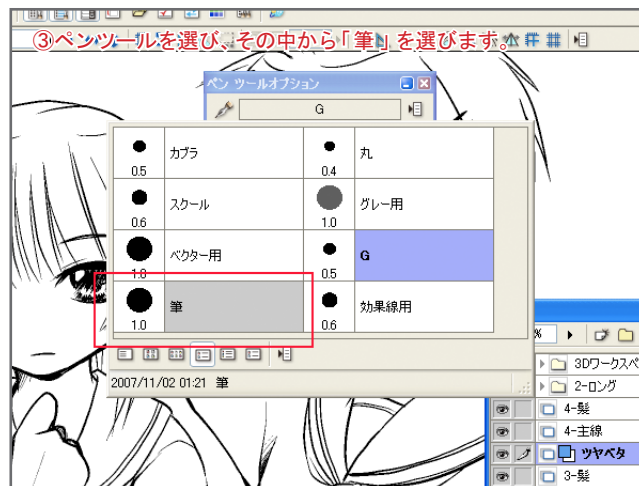 ③ペンツールを選び、その中から「筆」を選びます。
ペン ツールオプション
G
0.5 カブラ
0.4 丸
0.6 スクール
1.0 グレー用
1.0 ベクター用
0.5 G
1.0 筆
0.6 効果線用
2007/11/02 01:21 筆
%
3Dワークスペ
2-ロング
4-髪
4-主線
ツヤベタ
3-髪